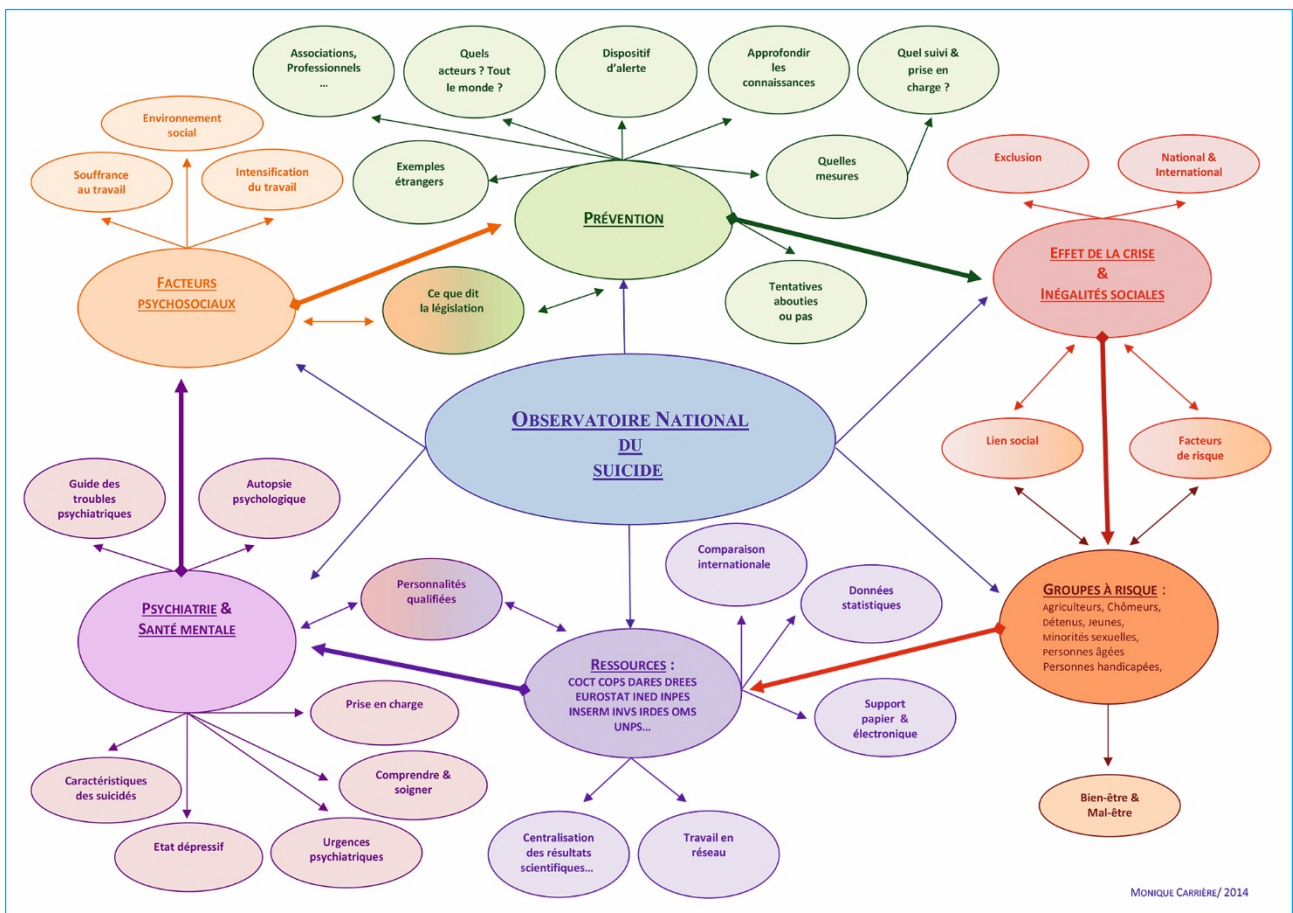 Associations,
Professionnels
...
Quels
acteurs ? Tout
le monde ?
Dispositif
d'alerte
Approfondir
les
connaissances
Quel suivi &
prise en
charge ?
Environnement
social
Souffrance
au travail
Intensification
du travail
Exemples
étrangers
Quelles
mesures
Exclusion
National &
International
PRÉVENTION
FACTEURS
PSYCHOSOCIAUX
Ce que dit
la législation
Tentatives
abouties
ou pas
EFFET DE LA CRISE
&
INÉGALITÉS SOCIALES
OBSERVATOIRE NATIONAL
DU
SUICIDE
Lien social
Facteurs
de risque
Guide des
troubles
psychiatriques
Autopsie
psychologique
Personnalités
qualifiées
Comparaison
internationale
Données
statistiques
PSYCHIATRIE &
SANTÉ MENTALE
GROUPES À RISQUE :
Agriculteurs, Chômeurs,
Détenus, Jeunes,
Minorités sexuelles,
Personnes âgées
Personnes handicapées,
RESSOURCES :
COCT COPS DARES DREES
EUROSTAT INED INPES
INSERM INVS IRDES OMS
UNPS...
Support
papier &
électronique
Prise en charge
Caractéristiques
des suicidés
Comprendre &
soigner
Etat dépressif
Urgences
psychiatriques
Centralisation
des résultats
scientifiques...
Travail en
réseau
Bien-être &
Mal-être
MONIQUE CARRIÈRE/ 2014